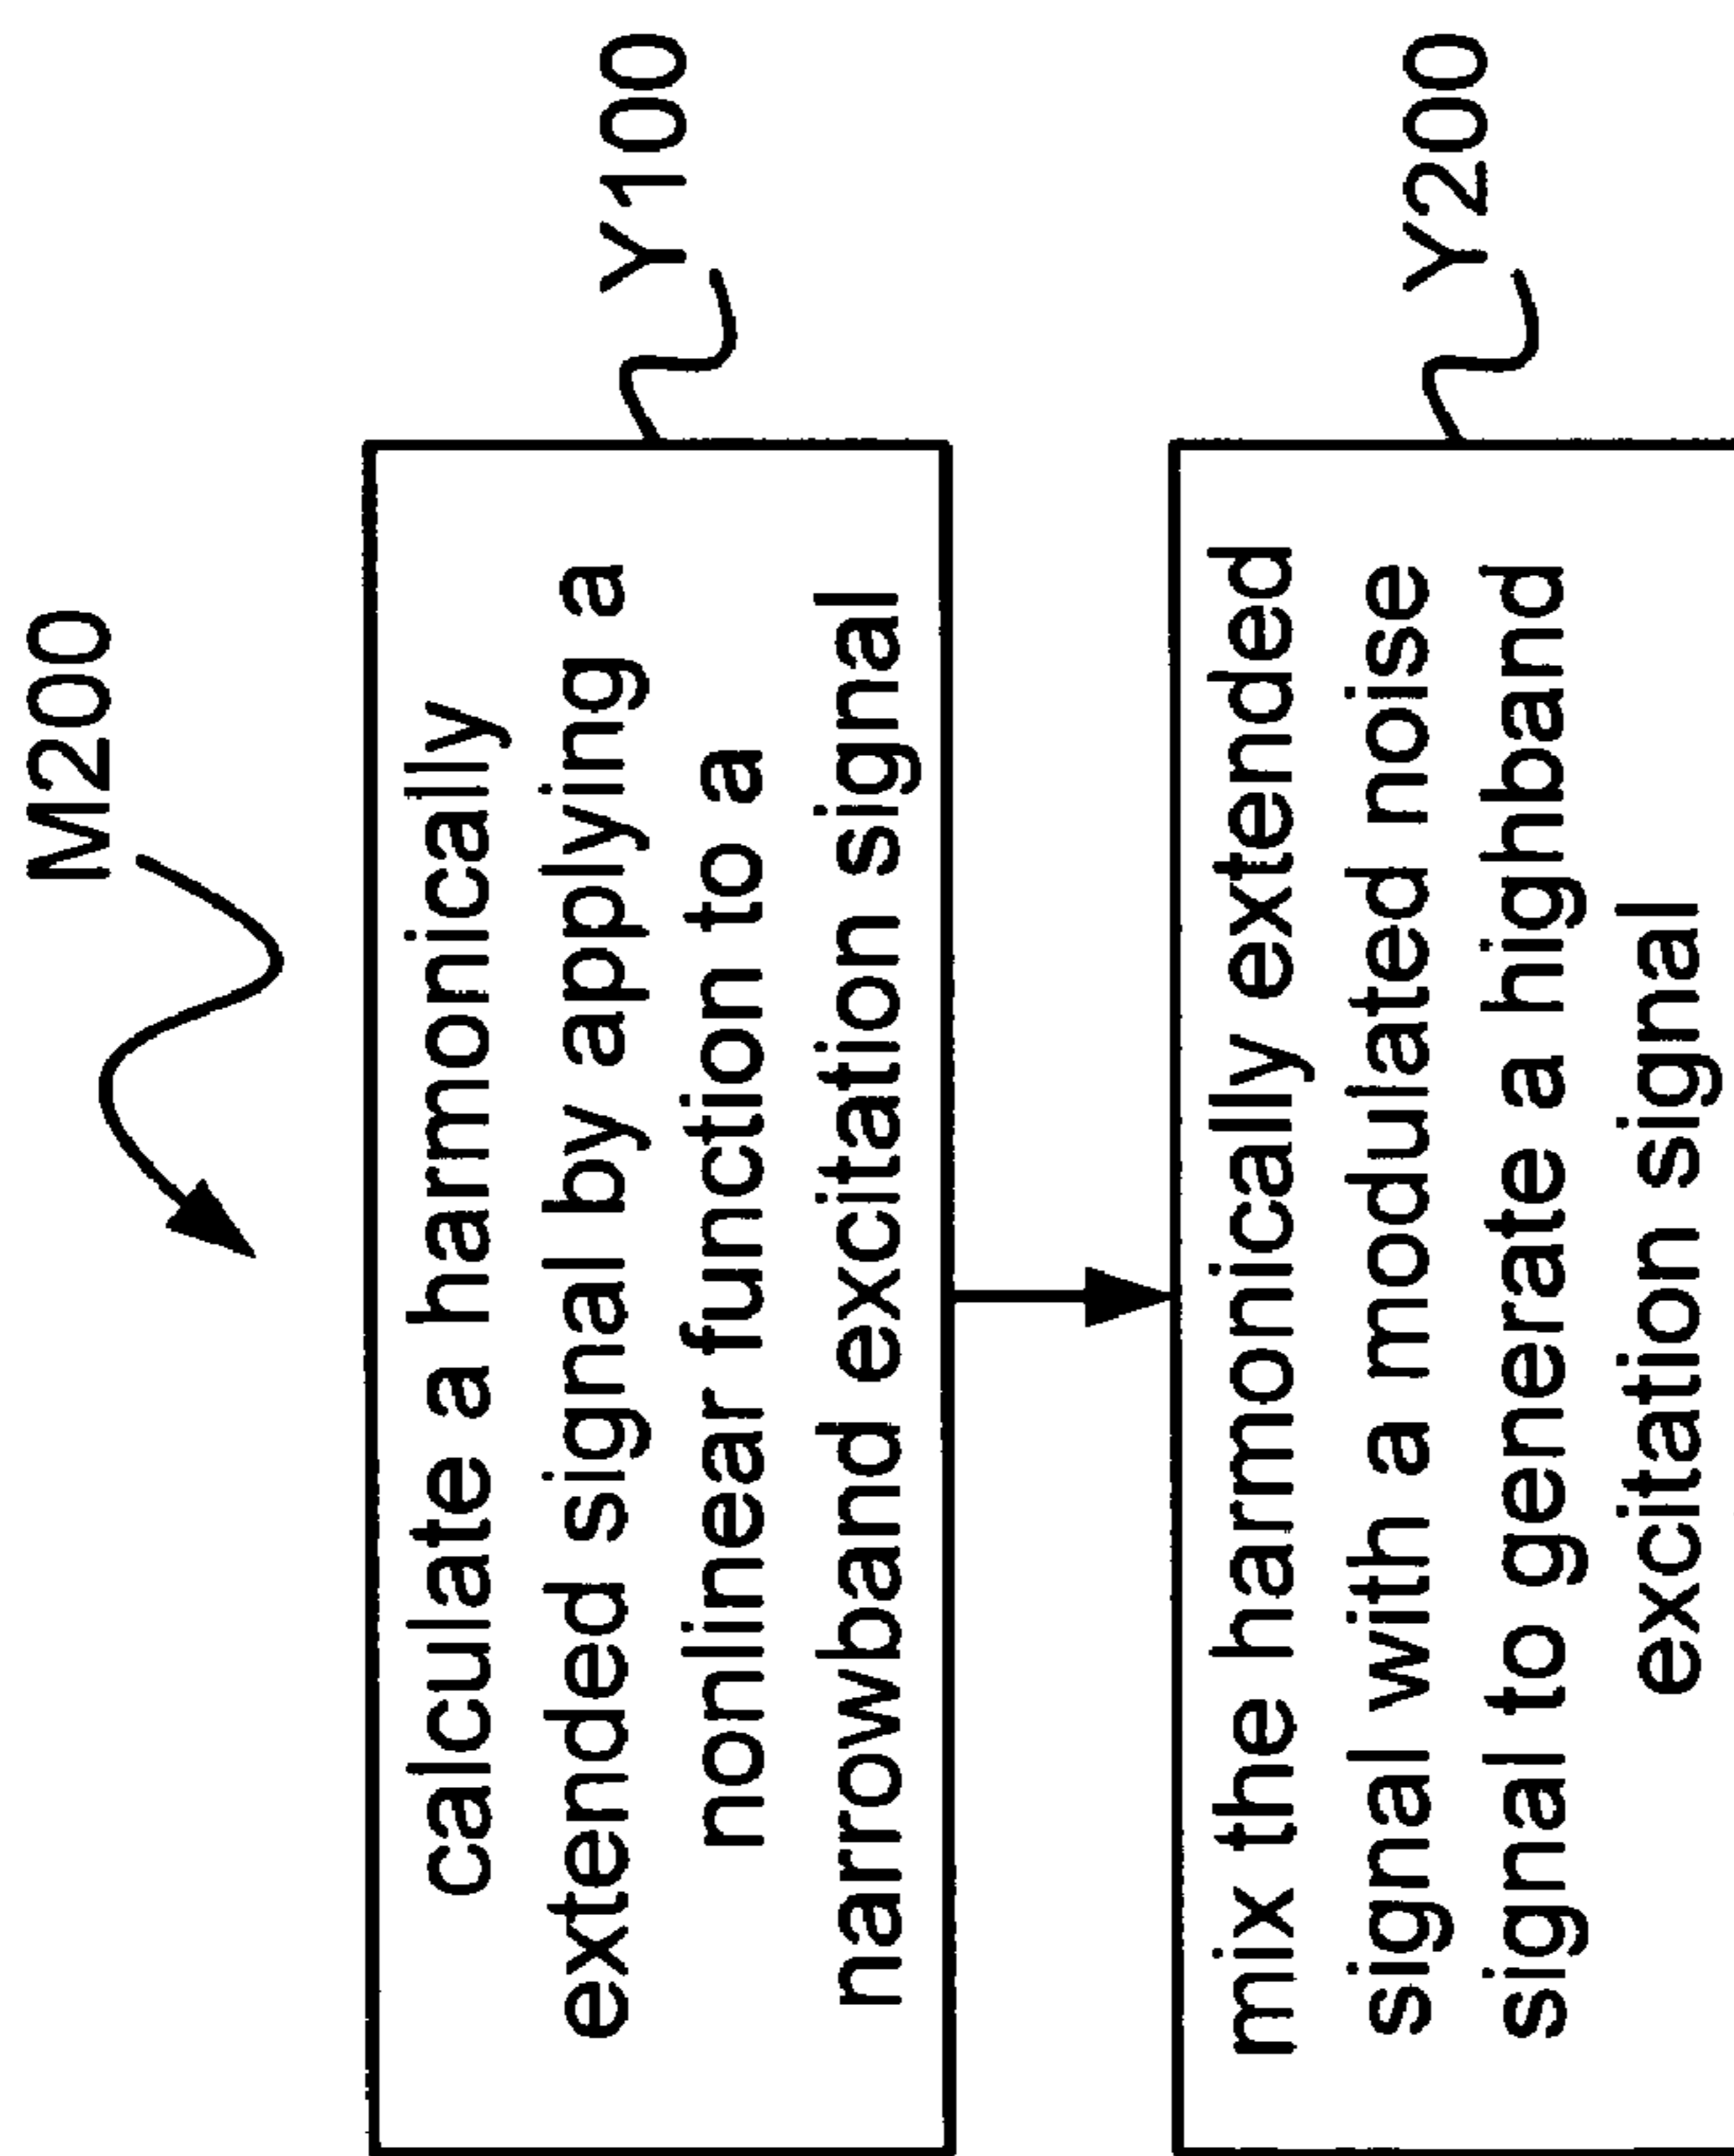 M200
calculate a harmonically
extended signal by applying a
nonlinear function to a
narrowband excitation signal
Y100
mix the harmonically extended
signal with a modulated noise
signal to generate a highband
excitation signal
Y200